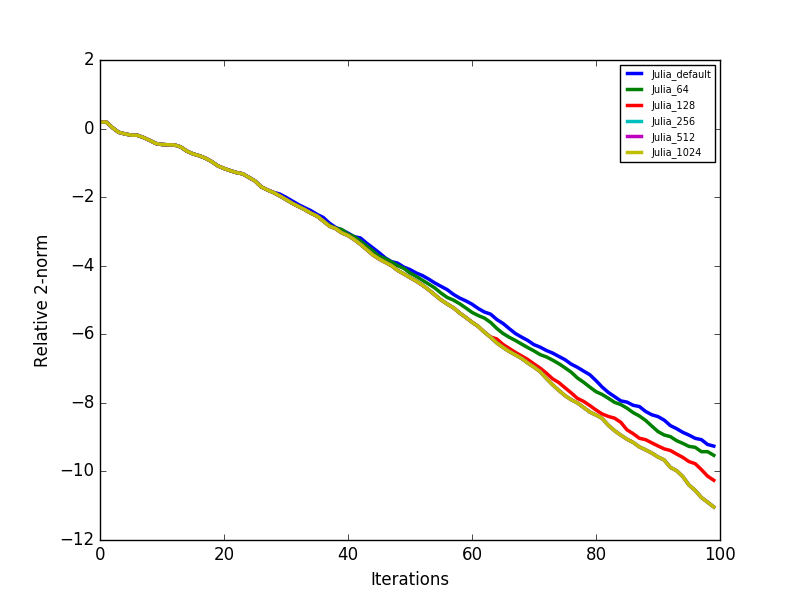 2
0
−2
−4
−6
−8
−10
−12
0 20 40 60 80 100
Iterations
Relative 2-norm
Julia_default
Julia_64
Julia_128
Julia_256
Julia_512
Julia_1024